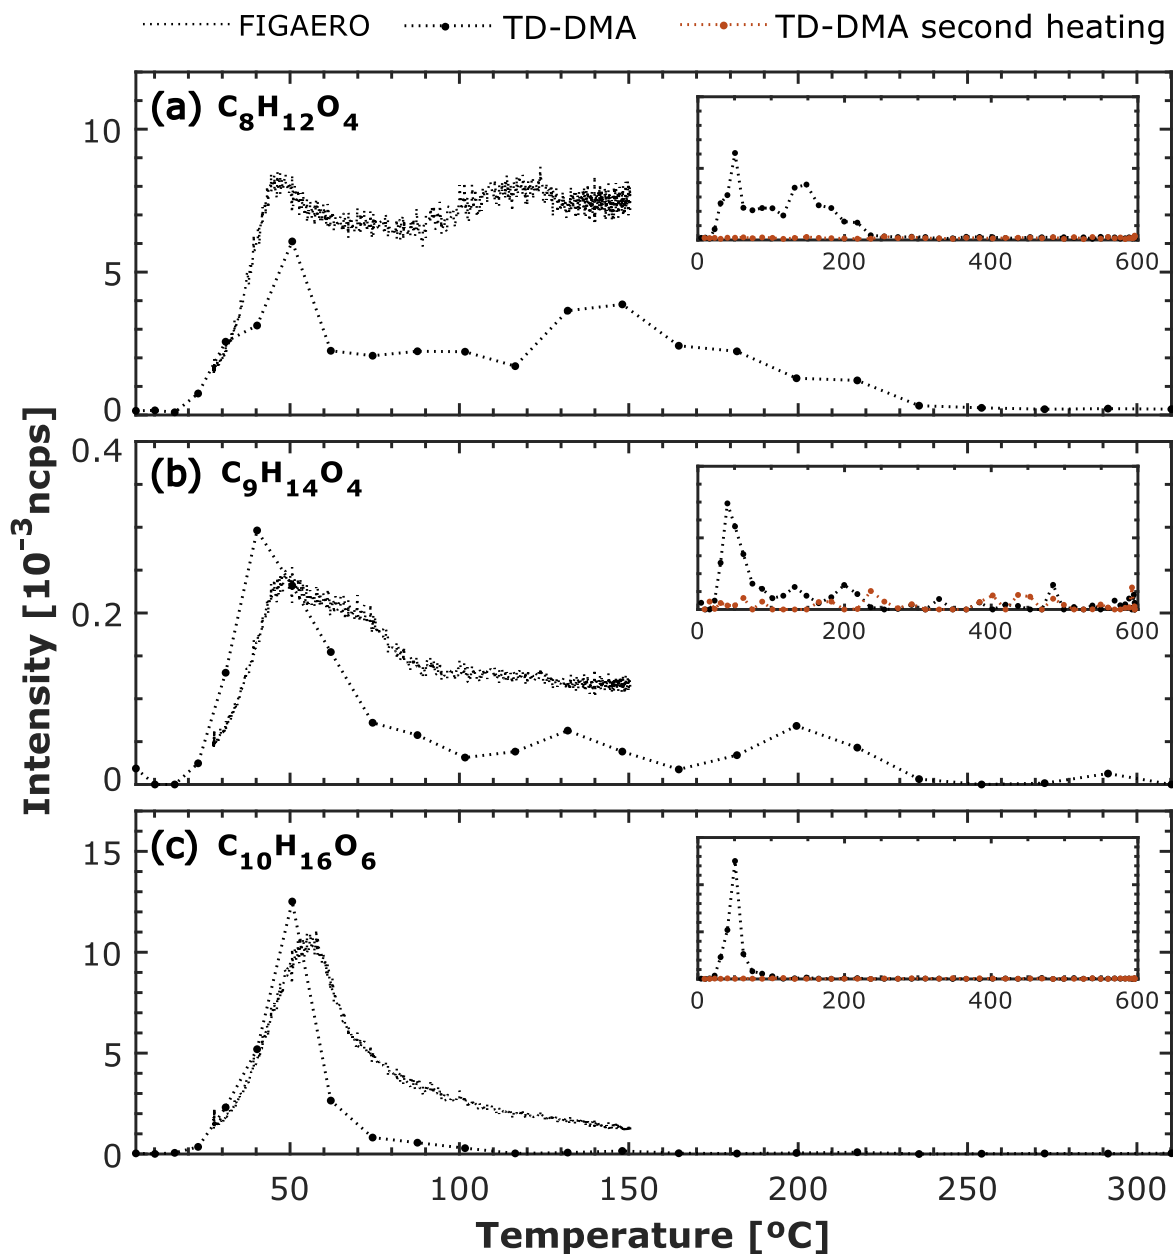 FIGAERO TD-DMA TD-DMA second heating
(a) C8H12O4
10
5
0
0 200 400 600
(b) C9H14O4
0.4
0.2
0
0 200 400 600
(c) C10H16O6
15
10
5
0
0 200 400 600
50 100 150 200 250 300
Temperature [ºC]
Intensity [10-3ncps]